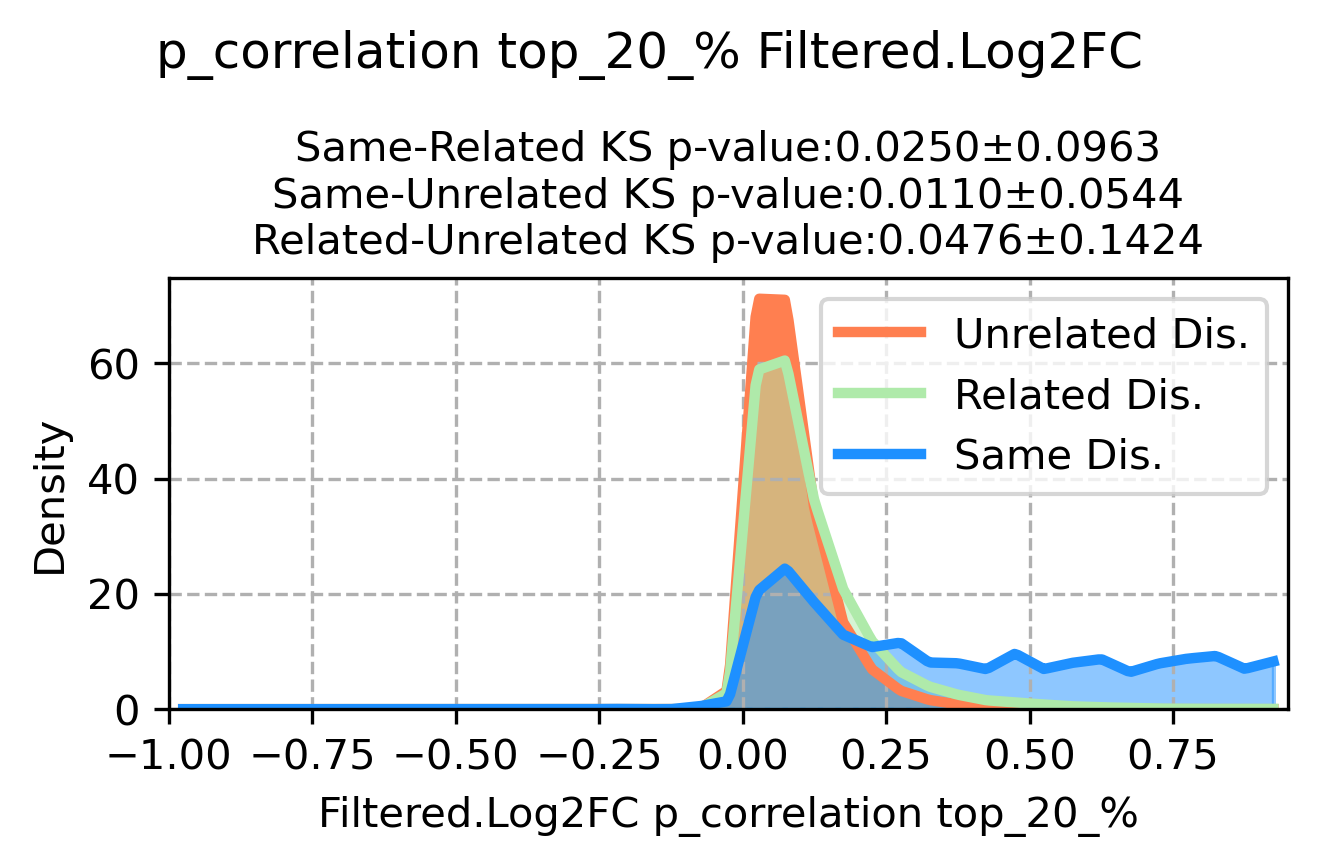 p_correlation top_20_% Filtered.Log2FC
Same-Related KS p-value:0.0250±0.0963
Same-Unrelated KS p-value:0.0110±0.0544
Related-Unrelated KS p-value:0.0476±0.1424
Unrelated Dis.
Related Dis.
Same Dis.
Density
60
40
20
0
−1.00 −0.75 −0.50 −0.25 0.00 0.25 0.50 0.75
Filtered.Log2FC p_correlation top_20_%